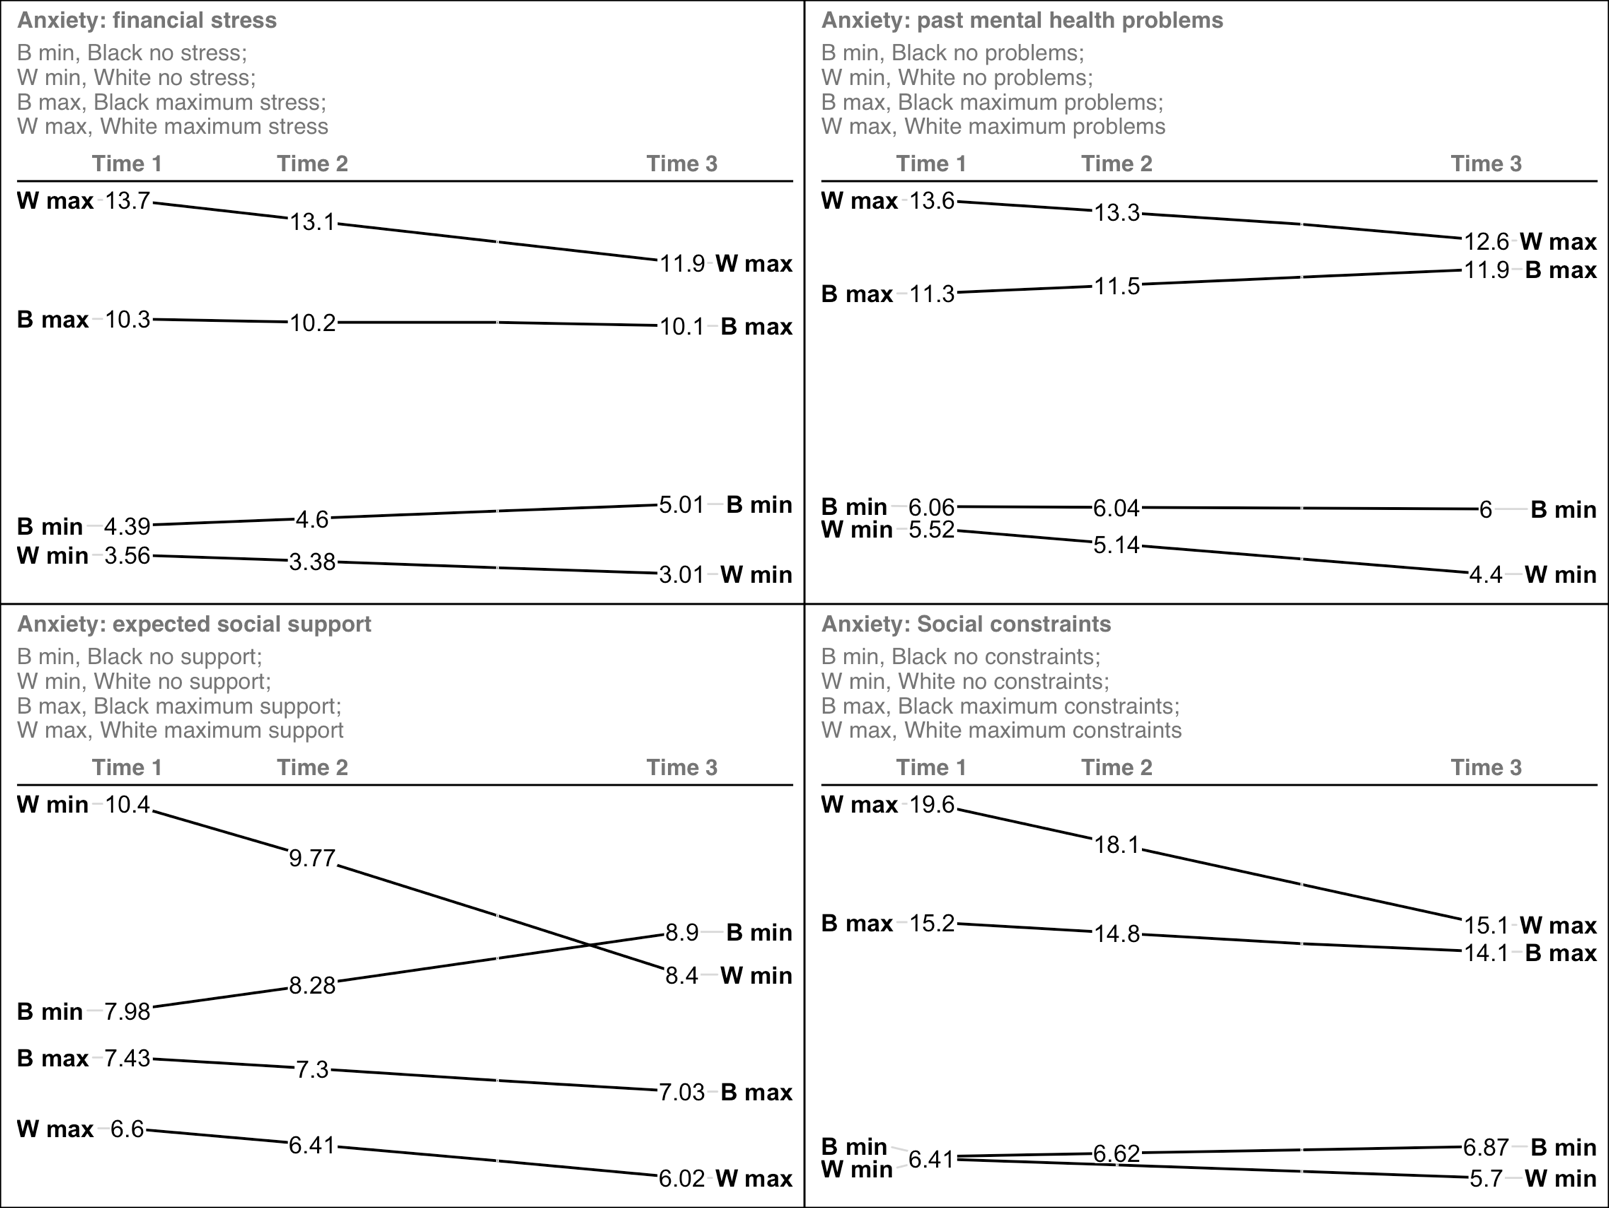 Anxiety: financial stress
B min, Black no stress;
W min, White no stress;
B max, Black maximum stress;
W max, White maximum stress
Time 1 Time 2 Time 3
W max 13.7
13.1
11.9 W max
B max 10.3 10.2 10.1 B max
5.01 B min
B min 4.39 4.6
W min 3.56 3.38
3.01 W min
Anxiety: past mental health problems
B min, Black no problems;
W min, White no problems;
B max, Black maximum problems;
W max, White maximum problems
Time 1 Time 2 Time 3
W max 13.6 13.3
12.6 W max
11.9 B max
B max 11.3 11.5
B min 6.06 6.04 6 B min
W min 5.52
5.14
4.4 W min
Anxiety: expected social support
B min, Black no support;
W min, White no support;
B max, Black maximum support;
W max, White maximum support
Time 1 Time 2 Time 3
W min 10.4
9.77
8.9 B min
8.4 W min
8.28
B min 7.98
B max 7.43 7.3
7.03 B max
W max 6.6
6.41
6.02 W max
Anxiety: Social constraints
B min, Black no constraints;
W min, White no constraints;
B max, Black maximum constraints;
W max, White maximum constraints
Time 1 Time 2 Time 3
W max 19.6
18.1
B max 15.2 14.8
15.1 W max
14.1 B max
B min
6.87 B min
6.41 6.62
W min
5.7 W min